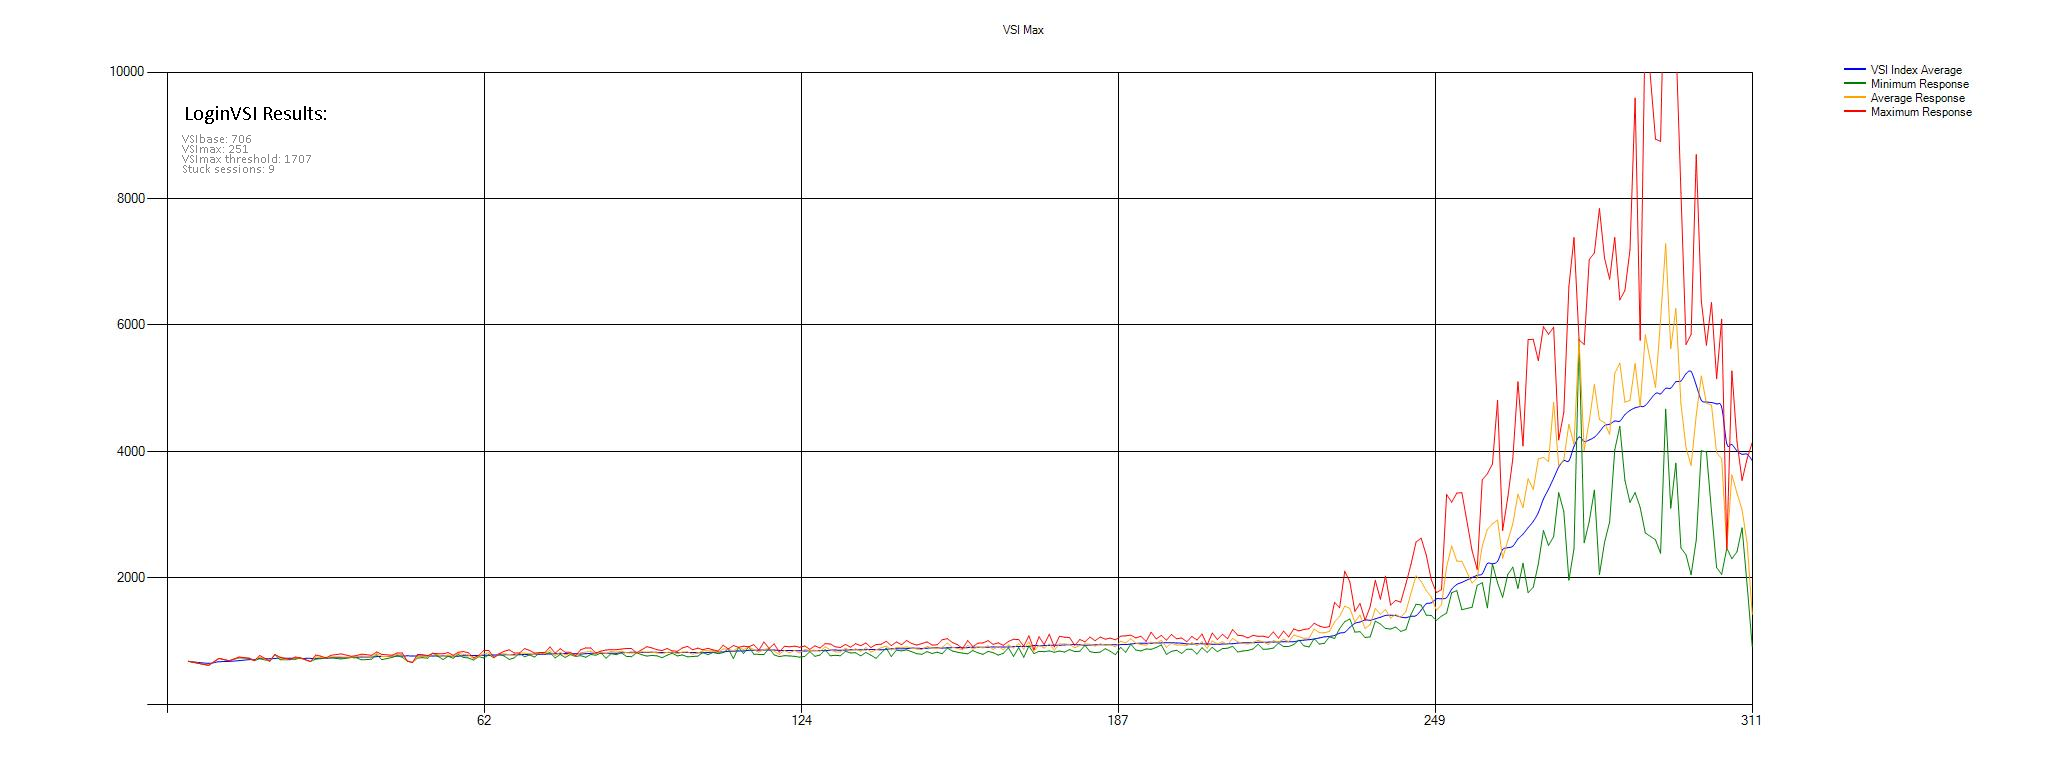 VSI Max
VSI Index Average
Minimum Response
Average Response
Maximum Response
10000
8000
6000
4000
2000
LoginVSI Results:
VSIbase: 706
VSImax: 251
VSImax threshold: 1707
Stuck sessions: 9
62
124
187
249
311